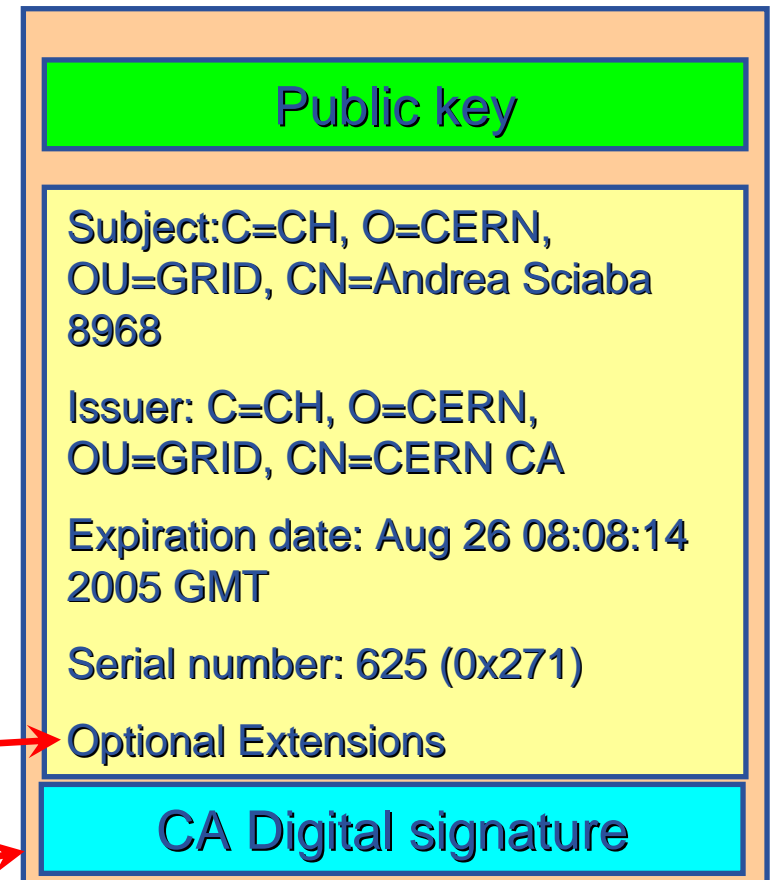 Public key
Subject:C=CH, O=CERN,
OU=GRID, CN=Andrea Sciaba
8968
Issuer: C=CH, O=CERN,
OU=GRID, CN=CERN CA
Expiration date: Aug 26 08:08:14
2005 GMT
Serial number: 625 (0x271)
Optional Extensions
CA Digital signature